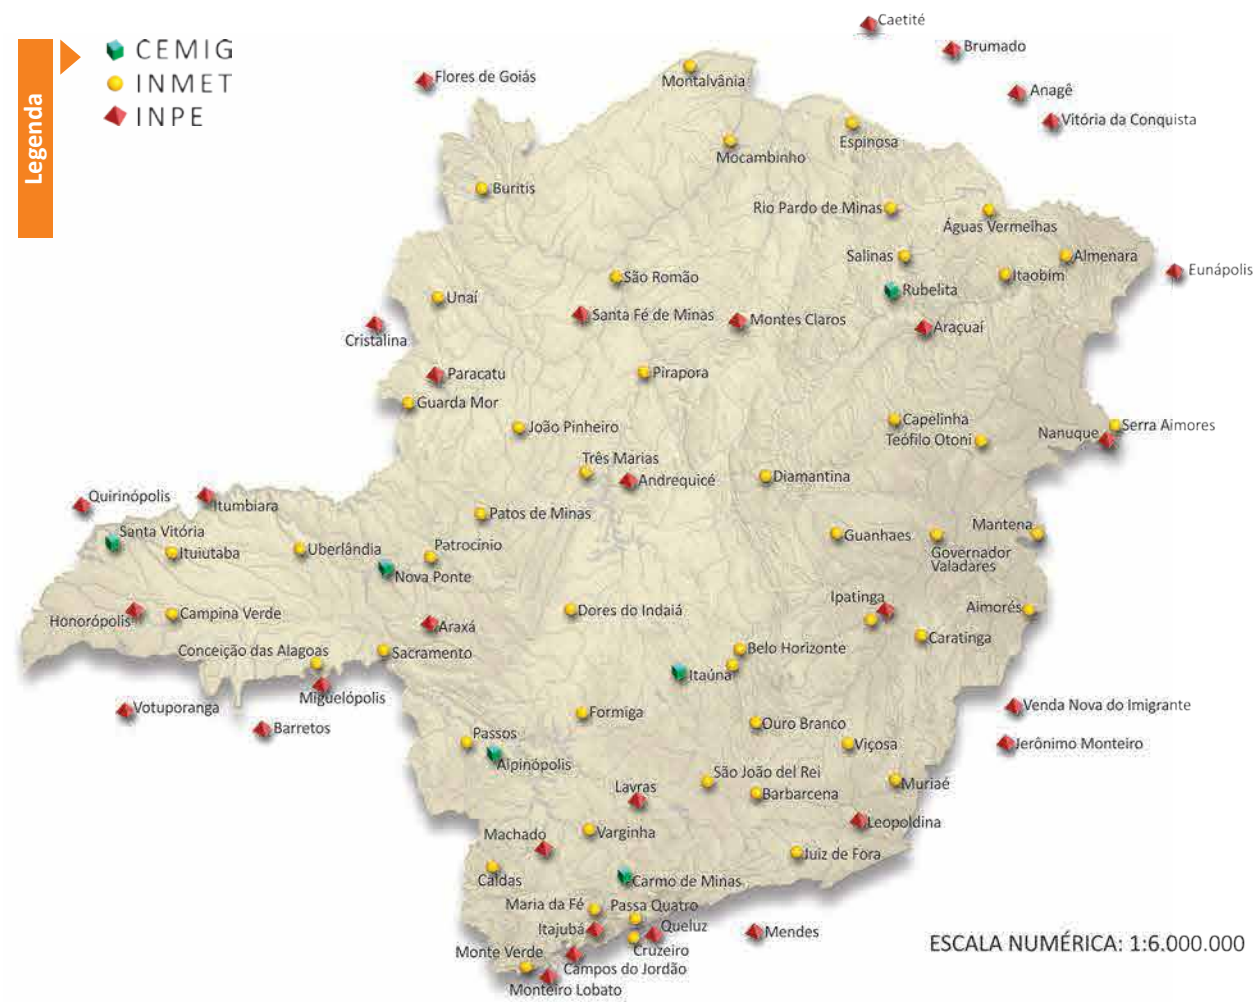 Legenda
CEMIG
INMET
INPE
Caetité
Brumado
Flores de Goiás
Montalvânia
Anagê
Vitória da Conquista
Espinosa
Mocambinho
Buritis
Rio Pardo de Minas
Águas Vermelhas
Salinas
Almenara
Eunápolis
Itaobím
São Romão
Rubelita
Unaí
Santa Fé de Minas
Montes Claros
Araçuaí
Cristalina
Paracatu
Pirapora
Guarda Mor
Capelinha
Serra Aimores
João Pinheiro
Teófilo Otoni
Nanuque
Três Marias
Andrequicé
Diamantina
Quirinópolis
Itumbiara
Patos de Minas
Santa Vitória
Mantena
Guanhaes
Ituiutaba
Uberlândia
Patrocínio
Governador
Valadares
Nova Ponte
Ipatinga
Aimorés
Honorópolis
Campina Verde
Dores do Indaiá
Araxá
Caratinga
Conceição das Alagoas
Sacramento
Belo Horizonte
Itaúna
Miguelópolis
Votuporanga
Venda Nova do Imigrante
Formiga
Barretos
Ouro Branco
Passos
Viçosa
Jerônimo Monteiro
Alpinópolis
São João del Rei
Lavras
Muriaé
Barbarcena
Leopoldina
Machado
Varginha
Juiz de Fora
Caldas
Carmo de Minas
Maria da Fé
Passa Quatro
Itajubá
Queluz
Mendes
Cruzeiro
ESCALA NUMÉRICA: 1:6.000.000
Monte Verde
Campos do Jordão
Monteiro Lobato